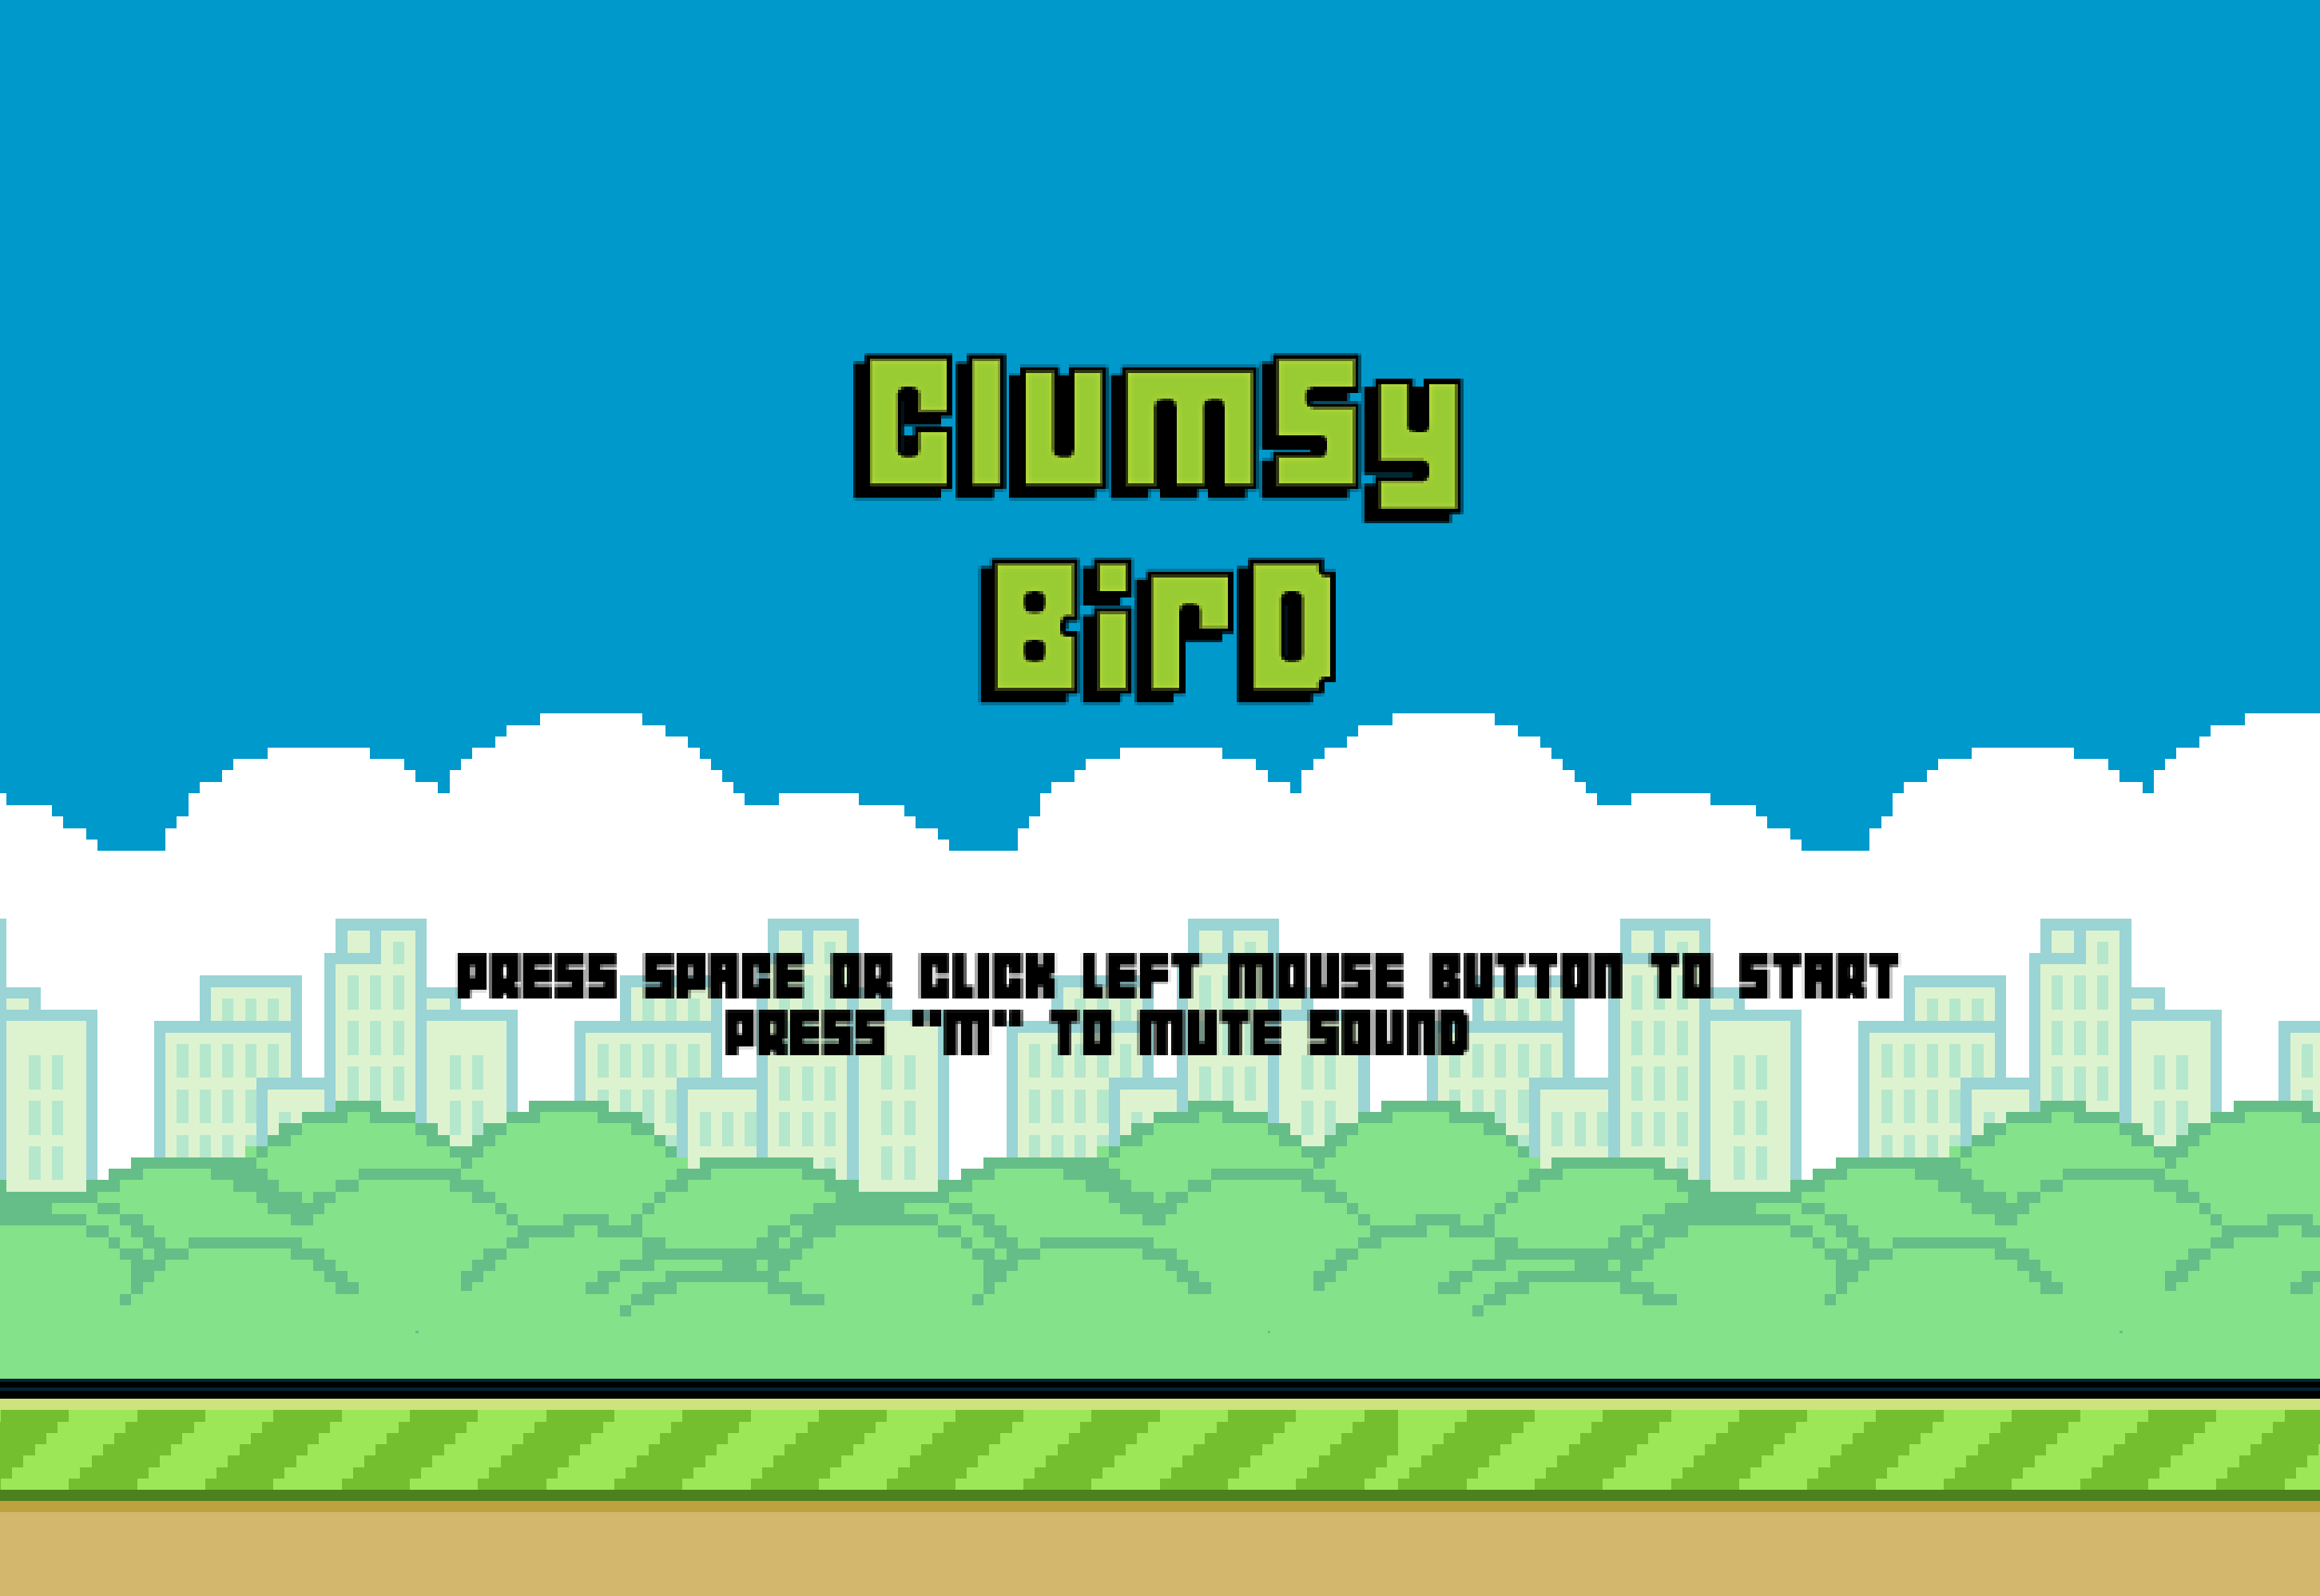 Clumsy
BirD
PRESS SPACE OR CLICK LEFT MOUSE BUTTON TO START
PRESS "M" TO MUTE SOUND